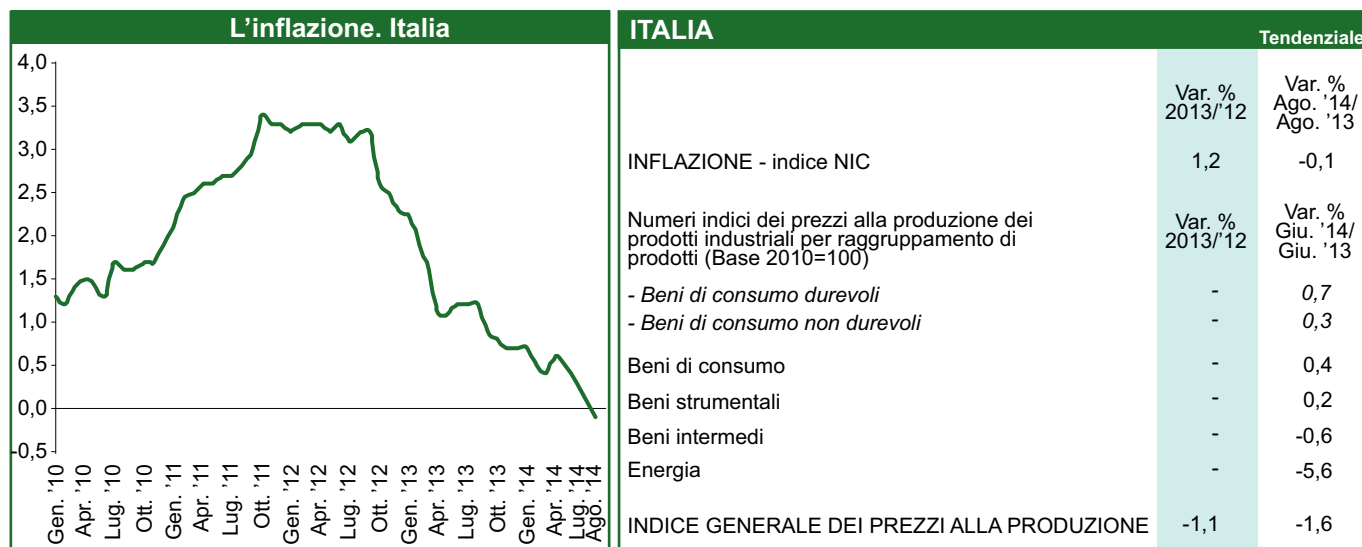 L'inflazione. Italia
4,0
3,5
3,0
2,5
2,0
1,5
1,0
0,5
0,0
-0,5
Gen. '10
Apr. '10
Lug. '10
Ott. '10
Gen. '11
Apr. '11
Lug. '11
Ott. '11
Gen. '12
Apr. '12
Lug. '12
Ott. '12
Gen. '13
Apr. '13
Lug. '13
Ott. '13
Gen. '14
Apr. '14
Lug. '14
Ago. '14
ITALIA
Tendenziale
Var. % 2013/'12
Var. % Ago. '14/ Ago. '13
INFLAZIONE - indice NIC 1,2 -0,1
Numeri indici dei prezzi alla produzione dei
prodotti industriali per raggruppamento di
prodotti (Base 2010=100)
Var. % 2013/'12
Var. % Giu. '14/ Giu. '13
- Beni di consumo durevoli - 0,7
- Beni di consumo non durevoli - 0,3
Beni di consumo - 0,4
Beni strumentali - 0,2
Beni intermedi - -0,6
Energia - -5,6
INDICE GENERALE DEI PREZZI ALLA PRODUZIONE -1,1 -1,6